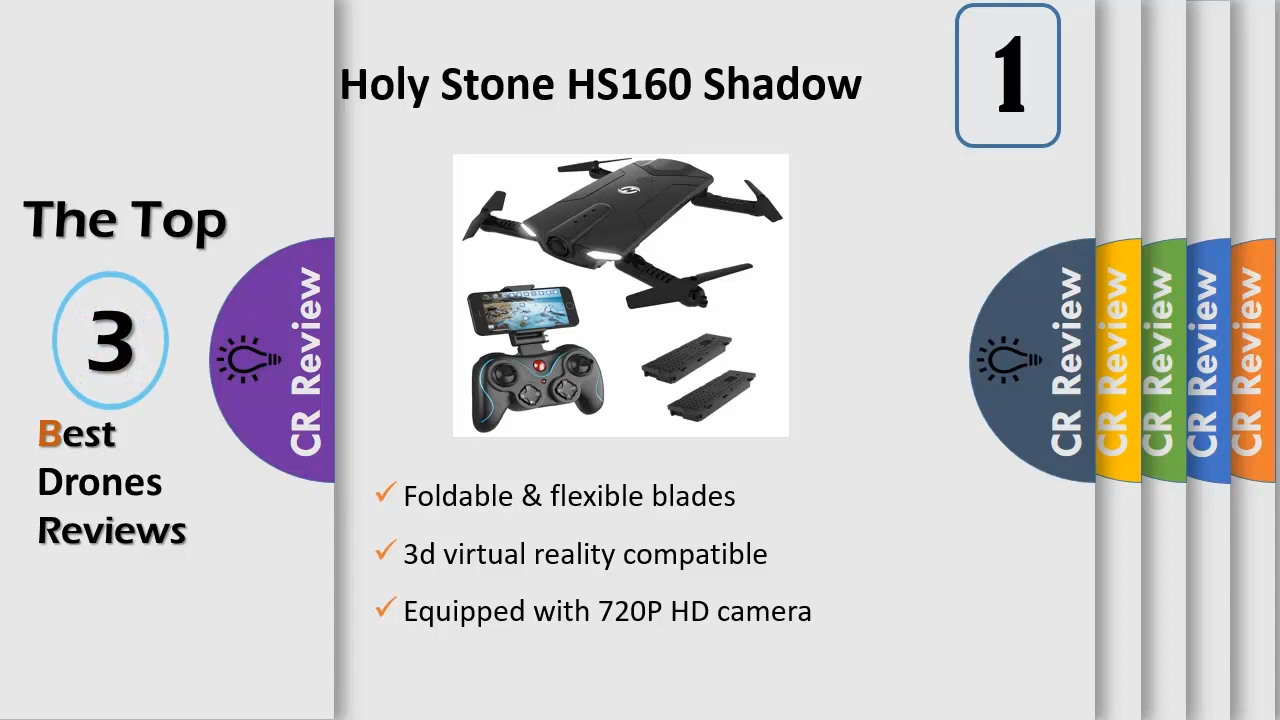 Holy Stone HS160 Shadow
1
The Top
3
Best
Drones
Reviews
CR Review
CR Review
CR Review
CR Review
CR Review
CR Review
Foldable & flexible blades
3d virtual reality compatible
Equipped with 720P HD camera